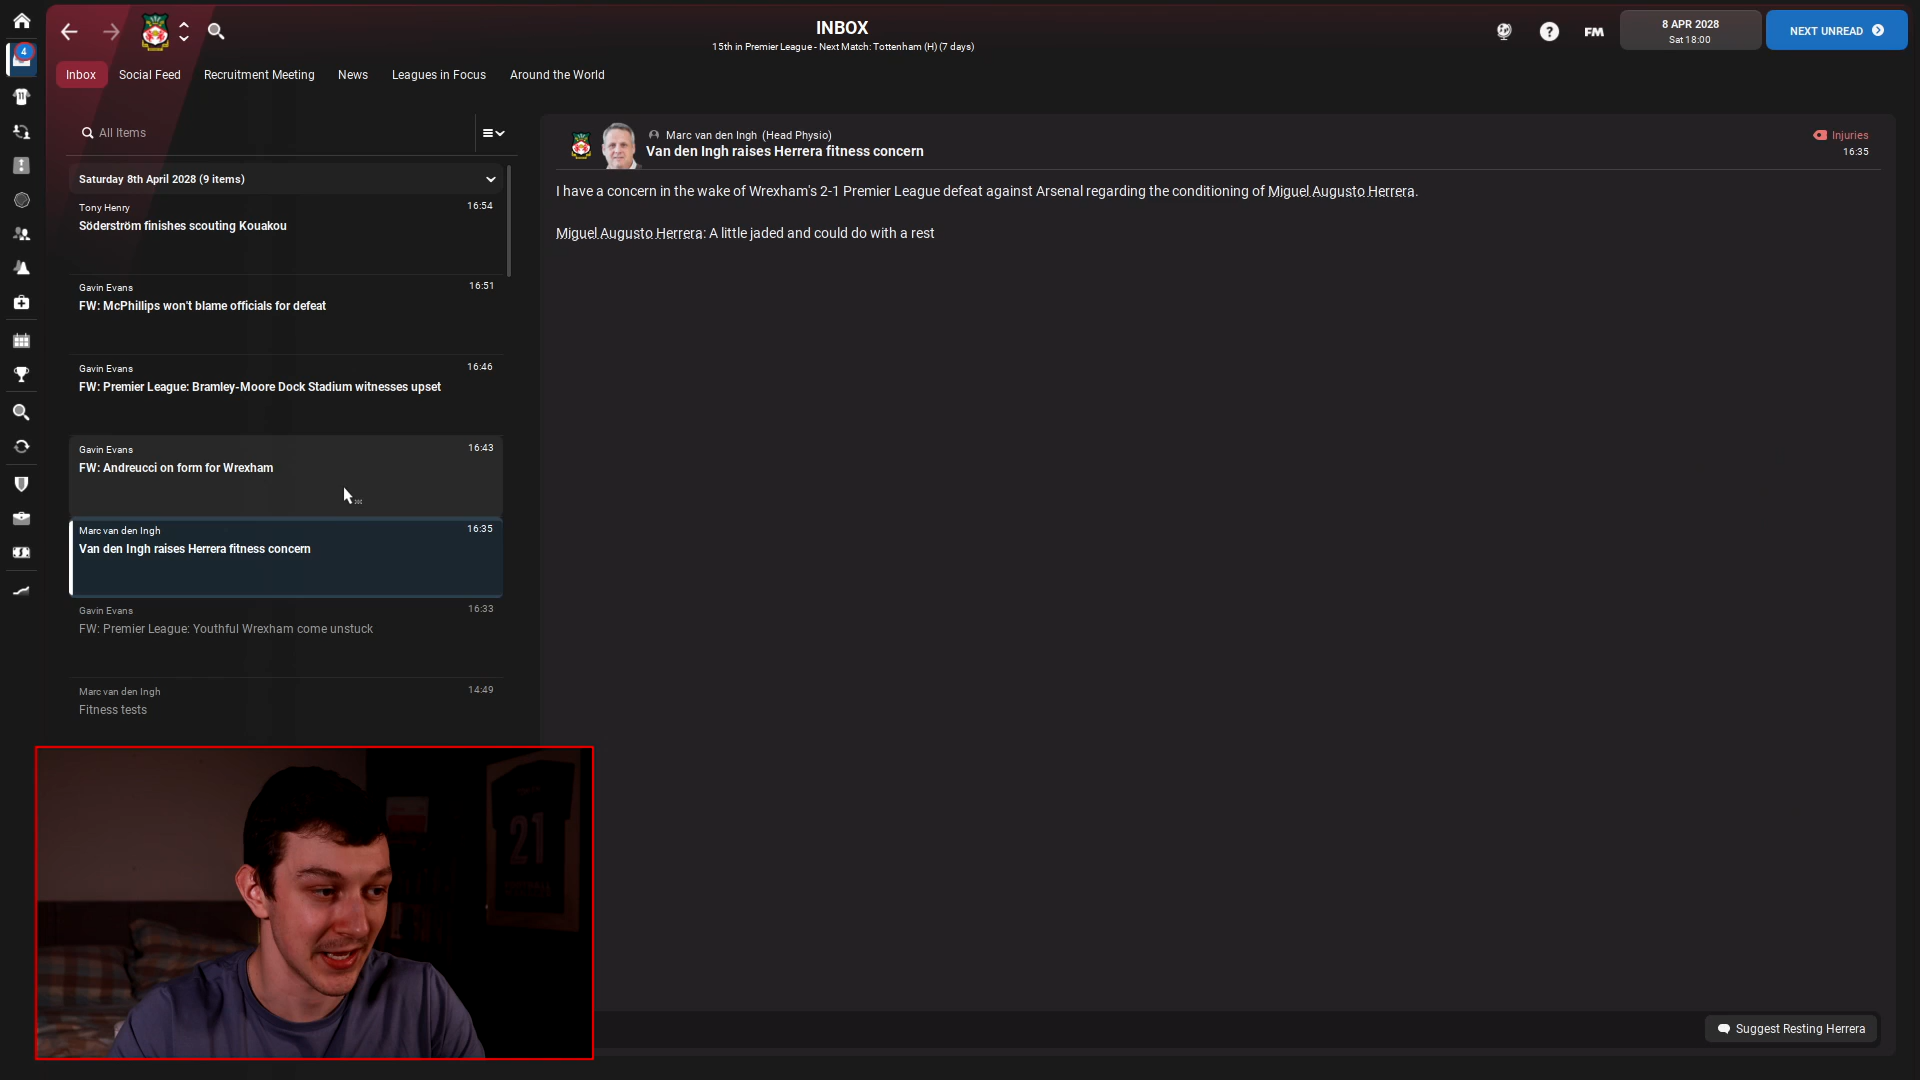 INBOX
15th in Premier League - Next Match: Tottenham (H) (7 days)
FM
8 APR 2028
Sat 18:00
NEXT UNREAD
4
Inbox
Social Feed
Recruitment Meeting
News
Leagues in Focus
Around the World
All Items
Saturday 8th April 2028 (9 items)
Tony Henry
16:54
Söderström finishes scouting Kouakou
Gavin Evans
16:51
FW: McPhillips won't blame officials for defeat
Gavin Evans
16:46
FW: Premier League: Bramley-Moore Dock Stadium witnesses upset
Gavin Evans
16:43
FW: Andreucci on form for Wrexham
Marc van den Ingh
16:35
Van den Ingh raises Herrera fitness concern
Gavin Evans
16:33
FW: Premier League: Youthful Wrexham come unstuck
Marc van den Ingh
14:49
Fitness tests
Marc van den Ingh (Head Physio)
Van den Ingh raises Herrera fitness concern
Injuries
16:35
I have a concern in the wake of Wrexham's 2-1 Premier League defeat against Arsenal regarding the conditioning of Miguel Augusto Herrera.
Miguel Augusto Herrera: A little jaded and could do with a rest
21
Suggest Resting Herrera